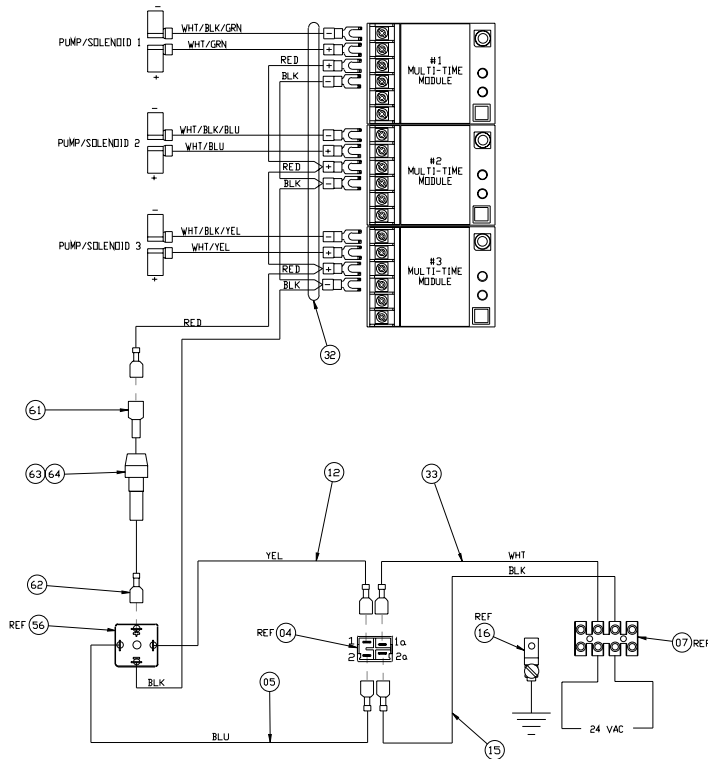 -
PUMP/SOLENOID 1
+
WHT/BLK/GRN
WHT/GRN
RED
BLK
-
+
+
-
#1
MULTI-TIME
MODULE
-
PUMP/SOLENOID 2
+
WHT/BLK/BLU
WHT/BLU
RED
BLK
-
+
+
-
#2
MULTI-TIME
MODULE
-
PUMP/SOLENOID 3
+
WHT/BLK/YEL
WHT/YEL
RED
BLK
-
+
+
-
#3
MULTI-TIME
MODULE
RED
32
61
63 64
12
33
YEL
WHT
BLK
62
REF 56
REF 04
1 1a
2 2a
REF
16
07 REF
BLK
05
BLU
15
24 VAC